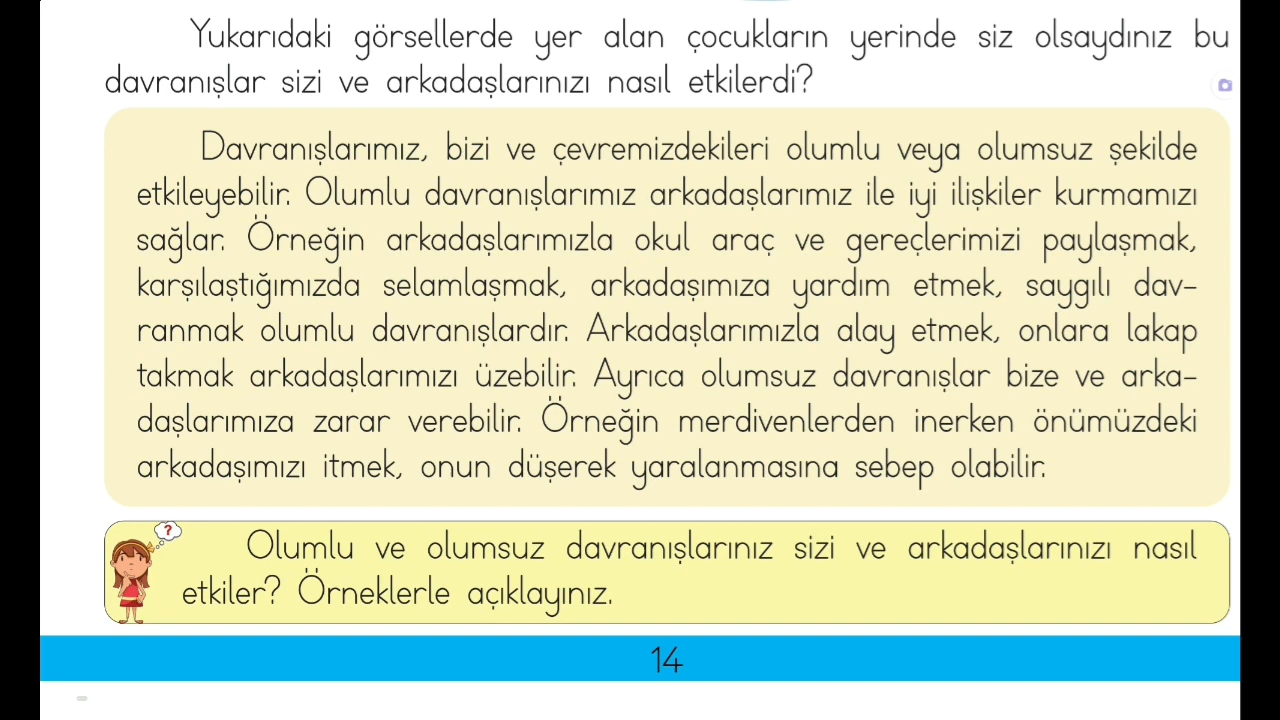 Yukarıdaki görsellerde yer alan çocukların yerinde siz olsaydınız bu
davranışlar sizi ve arkadaşlarınızı nasıl etkilerdi?
Davranışlarımız, bizi ve çevremizdekileri olumlu veya olumsuz şekilde
etkileyebilir. Olumlu davranışlarımız arkadaşlarımız ile iyi ilişkiler kurmamızı
sağlar. Örneğin arkadaşlarımızla okul araç ve gereçlerimizi paylaşmak,
karşılaştığımızda selamlaşmak, arkadaşımıza yardım etmek, saygılı dav-
ranmak olumlu davranışlardır. Arkadaşlarımızla alay etmek, onlara lakap
takmak arkadaşlarımızı üzebilir. Ayrıca olumsuz davranışlar bize ve arka-
daşlarımıza zarar verebilir. Örneğin merdivenlerden inerken önümüzdeki
arkadaşımızı itmek, onun düşerek yaralanmasına sebep olabilir.
?
Olumlu ve olumsuz davranışlarınız sizi ve arkadaşlarınızı nasıl
etkiler? Örneklerle açıklayınız.
14